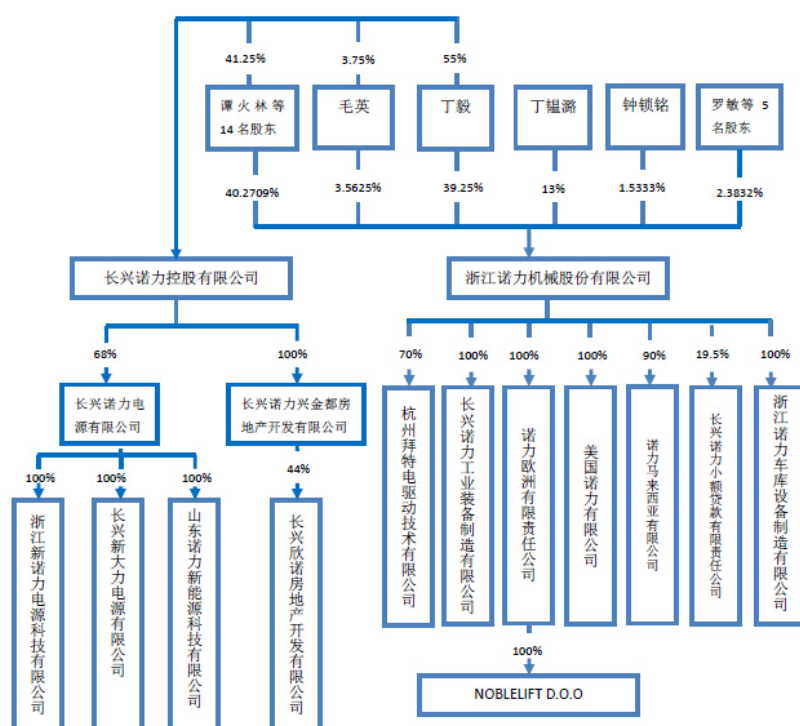 41.25%
3.75%
55%
谭火林等
14 名股东
毛英
丁毅
丁韫潞
钟锁铭
罗敏等 5
名股东
40.2709%
3.5625%
39.25%
13%
1.5333%
2.3832%
长兴诺力控股有限公司
浙江诺力机械股份有限公司
68%
100%
70%
100%
100%
100%
90%
19.5%
100%
长兴诺力电
源有限公司
长兴诺力兴金都房
地产开发有限公司
杭州拜特电驱动技术有限公司
长兴诺力工业装备制造有限公司
诺力欧洲有限责任公司
美国诺力有限公司
诺力马来西亚有限公司
长兴诺力小额贷款有限责任公司
浙江诺力车库设备制造有限公司
100%
100%
100%
44%
浙江新诺力电源科技有限公司
长兴新大力电源有限公司
山东诺力新能源科技有限公司
长兴欣诺房地产开发有限公司
100%
NOBLELIFT D.O.O